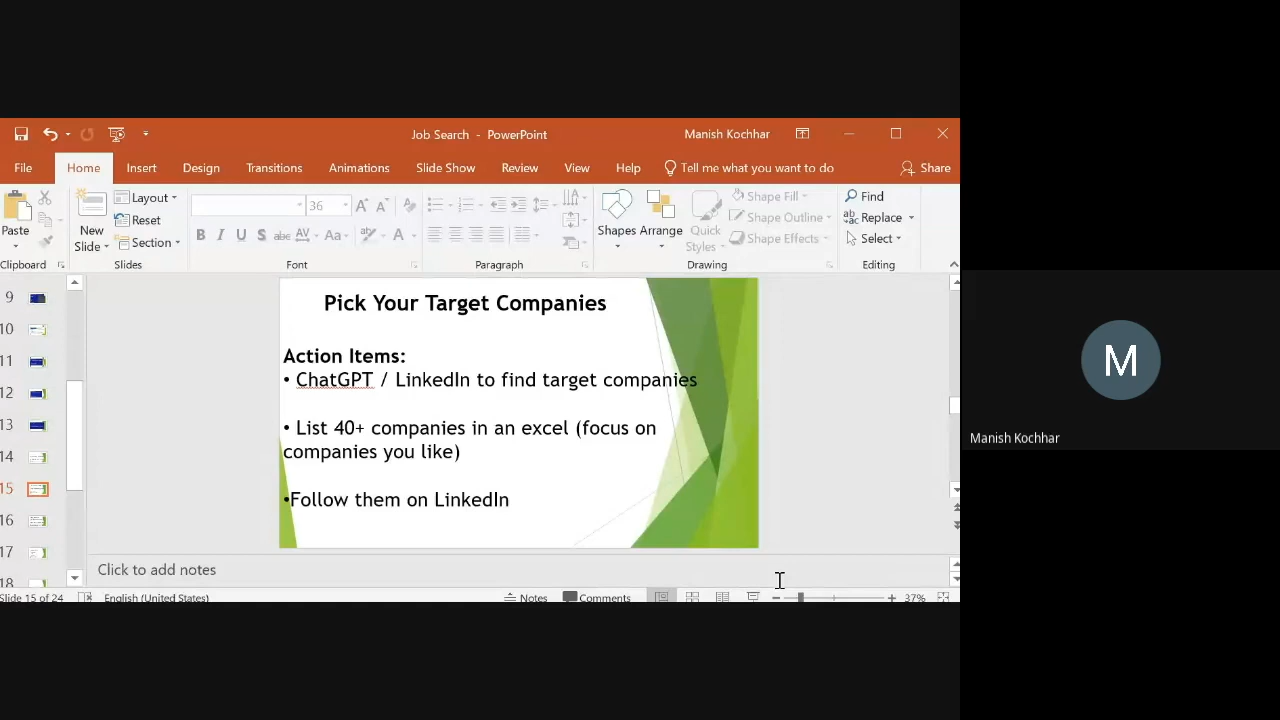 Job Search - PowerPoint
Manish Kochhar
File Home Insert Design Transitions Animations Slide Show Review View Help Tell me what you want to do Share
Paste
New
Slide
Layout
Reset
Section
36
B I U S abc AV Aa A
Shapes Arrange Quick
Styles
Shape Fill
Shape Outline
Shape Effects
Find
Replace
Select
Clipboard Slides Font Paragraph Drawing Editing
9
10
11
12
13
14
15
16
17
18
Pick Your Target Companies
Action Items:
• ChatGPT / LinkedIn to find target companies
• List 40+ companies in an excel (focus on
companies you like)
•Follow them on LinkedIn
Click to add notes
Slide 15 of 24 English (United States) Notes Comments 37%
M
Manish Kochhar